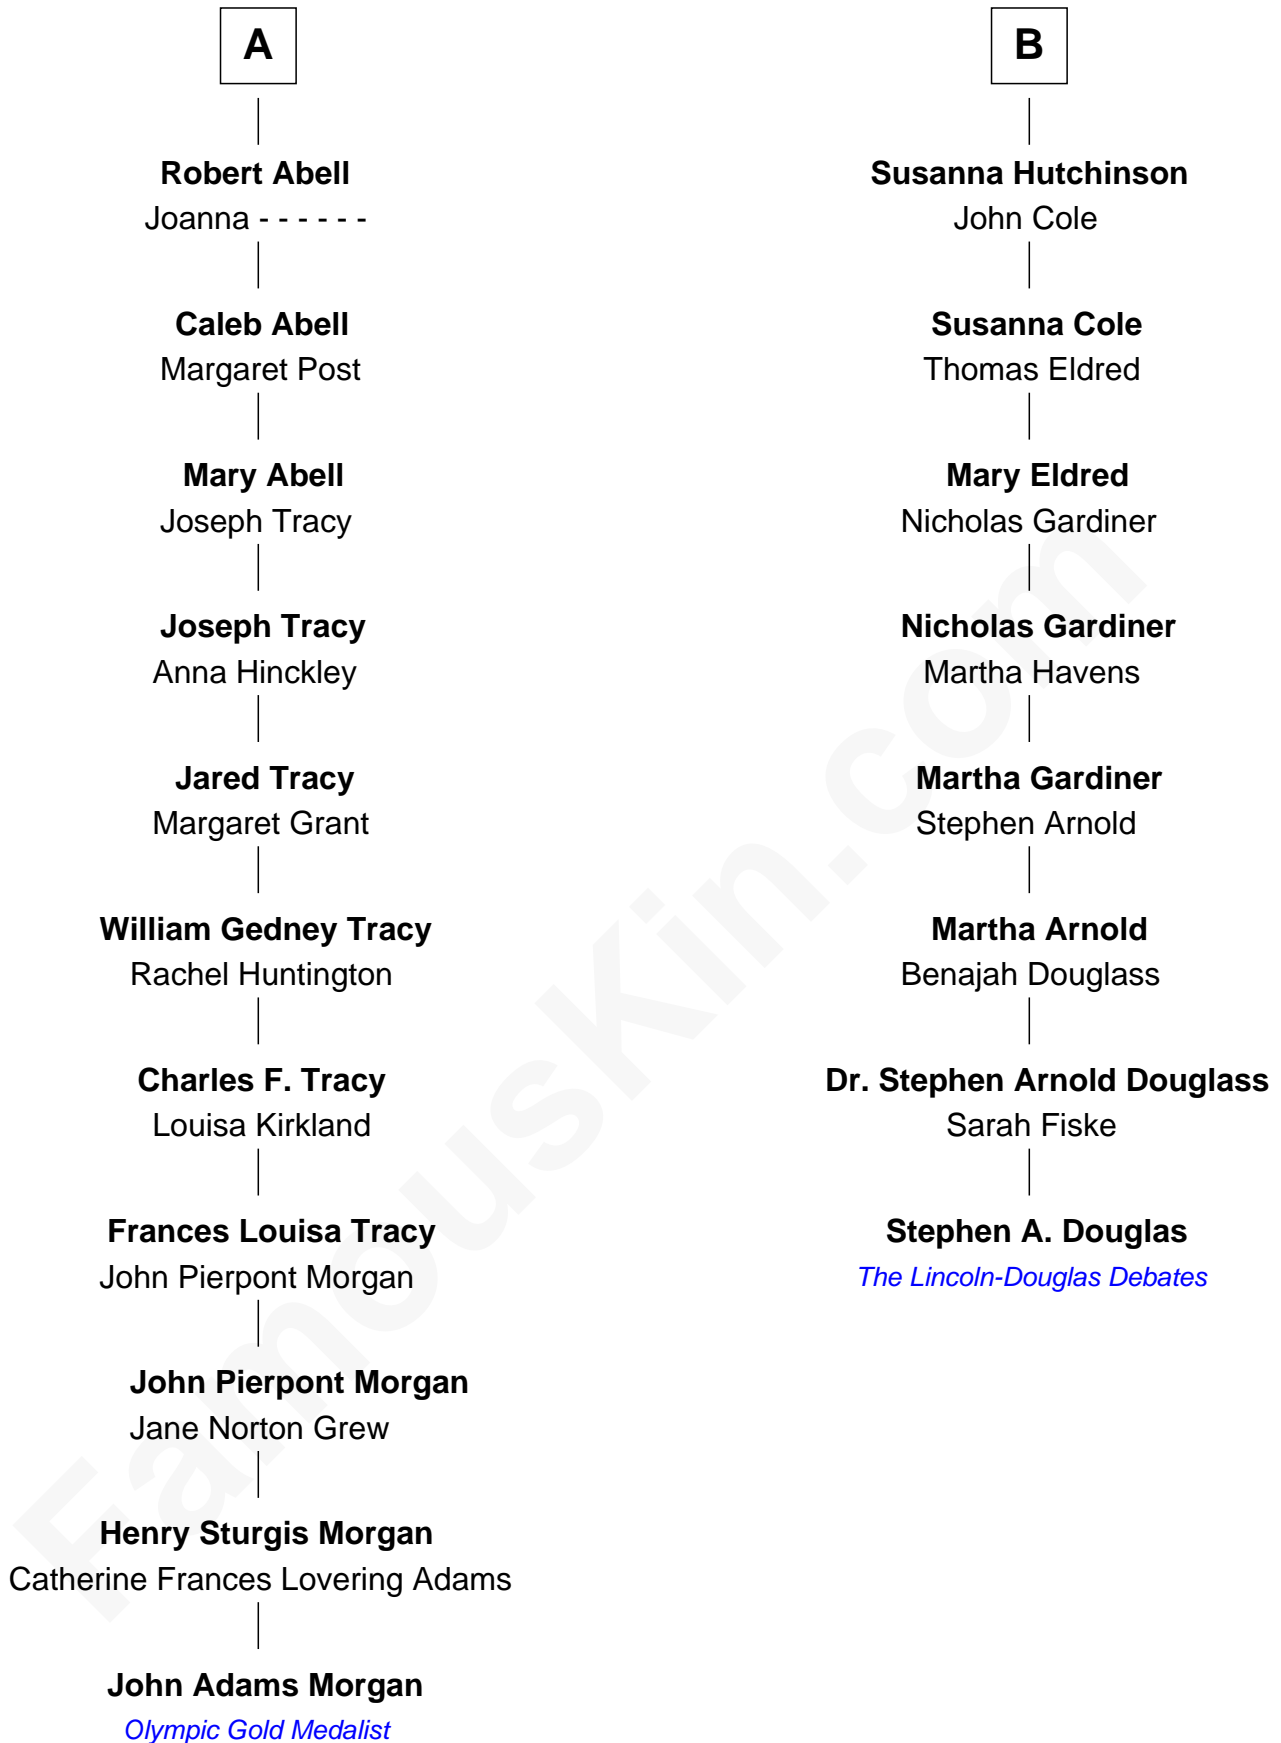 A
Robert Abell
Joanna - - - - - -
Caleb Abell
Margaret Post
Mary Abell
Joseph Tracy
Joseph Tracy
Anna Hinckley
Jared Tracy
Margaret Grant
William Gedney Tracy
Rachel Huntington
Charles F. Tracy
Louisa Kirkland
Frances Louisa Tracy
John Pierpont Morgan
John Pierpont Morgan
Jane Norton Grew
Henry Sturgis Morgan
Catherine Frances Lovering Adams
John Adams Morgan
Olympic Gold Medalist
B
Susanna Hutchinson
John Cole
Susanna Cole
Thomas Eldred
Mary Eldred
Nicholas Gardiner
Nicholas Gardiner
Martha Havens
Martha Gardiner
Stephen Arnold
Martha Arnold
Benajah Douglass
Dr. Stephen Arnold Douglass
Sarah Fiske
Stephen A. Douglas
The Lincoln-Douglas Debates
FamousKin.com